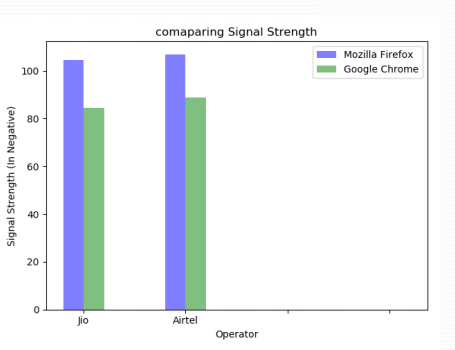 comaparing Signal Strength
Mozilla Firefox
Google Chrome
Signal Strength (In Negative)
100
80
60
40
20
0
Jio
Airtel
Operator